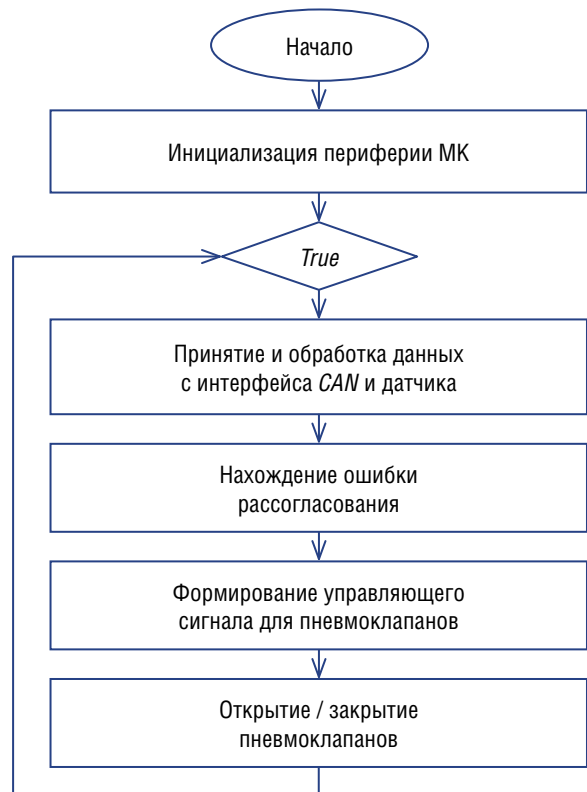 Начало
Инициализация периферии МК
True
Принятие и обработка данных
с интерфейса CAN и датчика
Нахождение ошибки
рассогласования
Формирование управляющего
сигнала для пневмоклапанов
Открытие / закрытие
пневмоклапанов